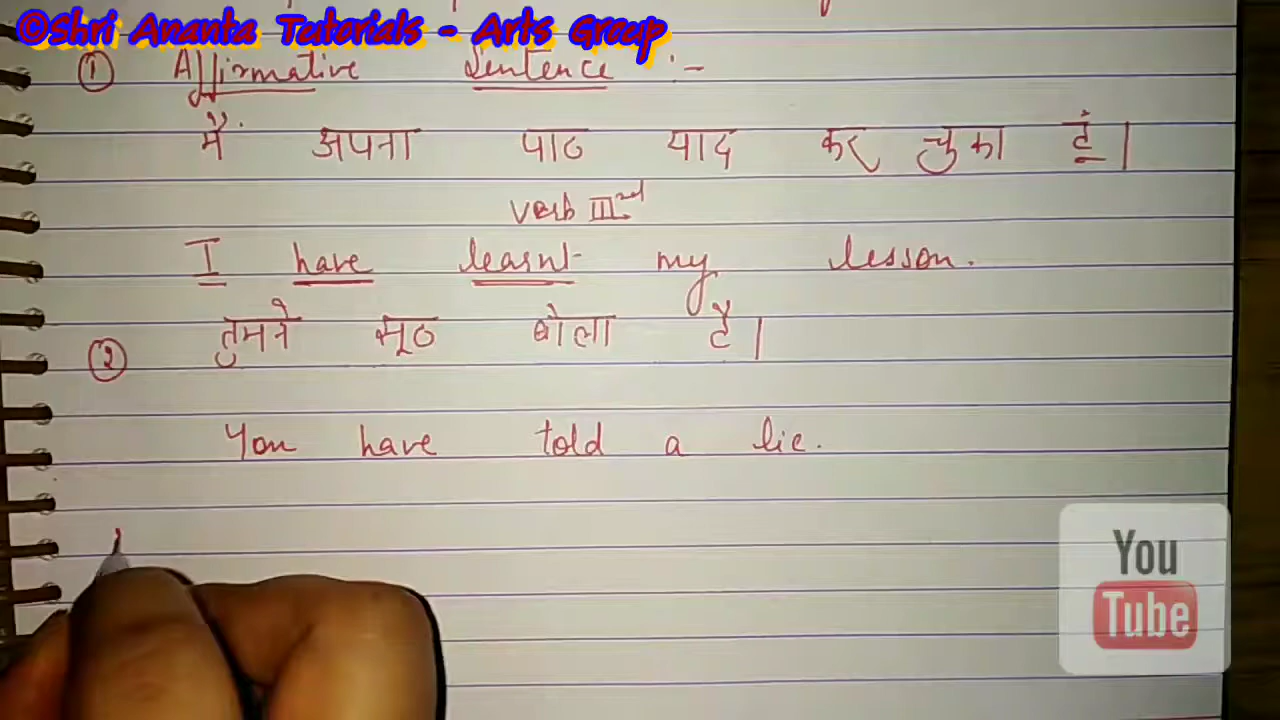 ©Shri Ananta Tutorials - Arts Group
① Affirmative Sentence :-
मैं अपना पाठ याद कर चुका हूं।
Verb IIIrd
I have learnt my lesson.
② तुमने झूठ बोला है।
You have told a lie.
You
Tube